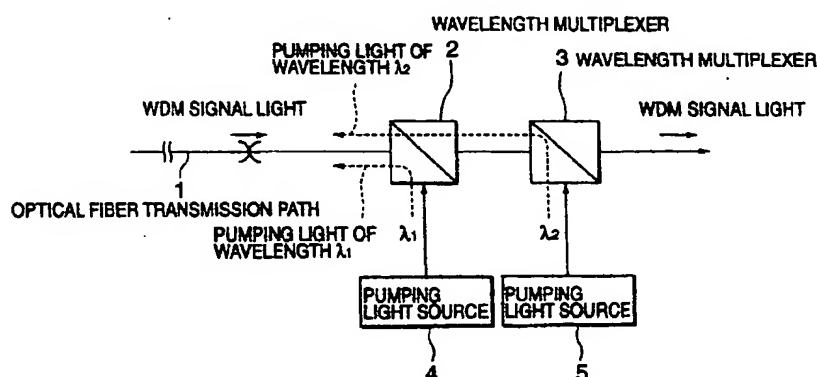 WAVELENGTH MULTIPLEXER
PUMPING LIGHT OF
WAVELENGTH λ2
2
3 WAVELENGTH MULTIPLEXER
WDM SIGNAL LIGHT
WDM SIGNAL LIGHT
1
OPTICAL FIBER TRANSMISSION PATH
PUMPING LIGHT OF
WAVELENGTH λ1
λ1
λ2
PUMPING
LIGHT SOURCE
PUMPING
LIGHT SOURCE
4
5